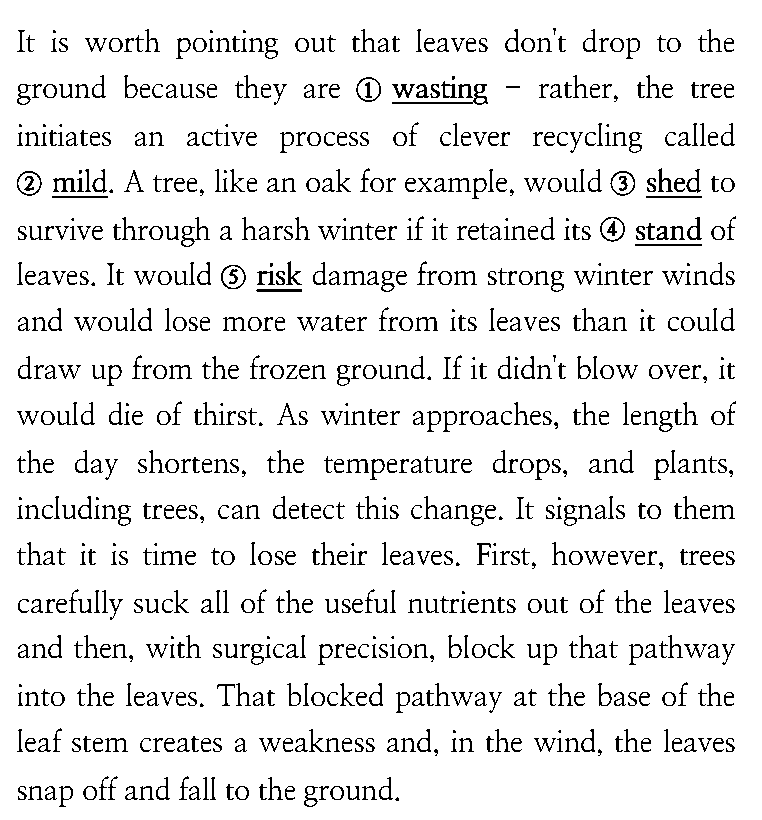 It is worth pointing out that leaves don't drop to the
ground because they are ① wasting – rather, the tree
initiates an active process of clever recycling called
② mild. A tree, like an oak for example, would ③ shed to
survive through a harsh winter if it retained its ④ stand of
leaves. It would ⑤ risk damage from strong winter winds
and would lose more water from its leaves than it could
draw up from the frozen ground. If it didn't blow over, it
would die of thirst. As winter approaches, the length of
the day shortens, the temperature drops, and plants,
including trees, can detect this change. It signals to them
that it is time to lose their leaves. First, however, trees
carefully suck all of the useful nutrients out of the leaves
and then, with surgical precision, block up that pathway
into the leaves. That blocked pathway at the base of the
leaf stem creates a weakness and, in the wind, the leaves
snap off and fall to the ground.